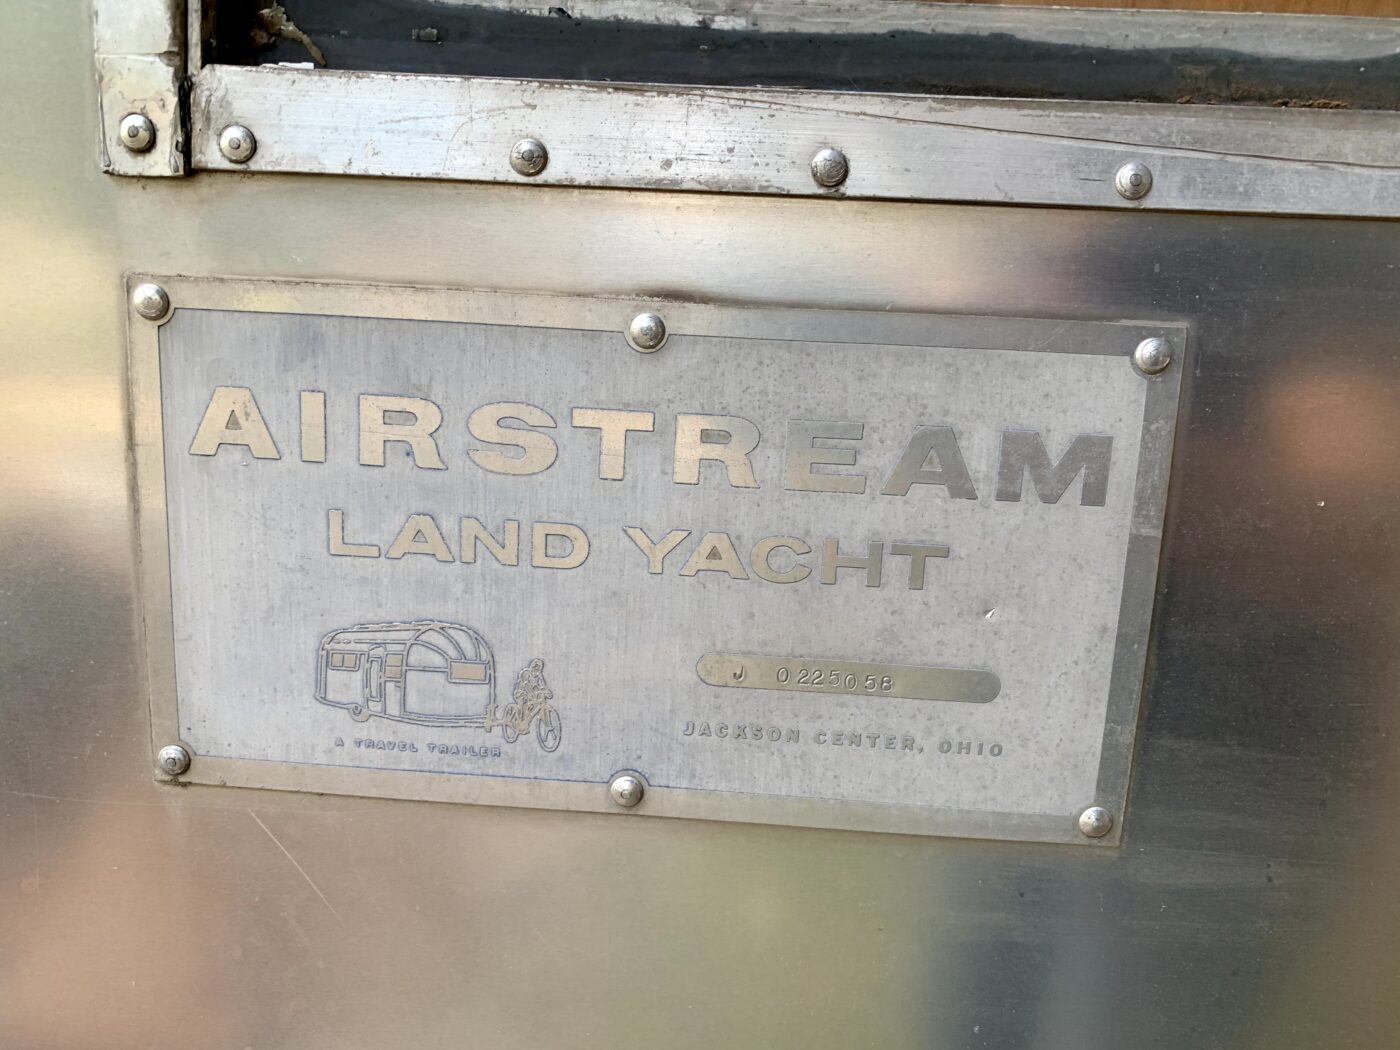 AIRSTREAM
LAND YACHT
J 0225058
JACKSON CENTER, OHIO
A TRAVEL TRAILER